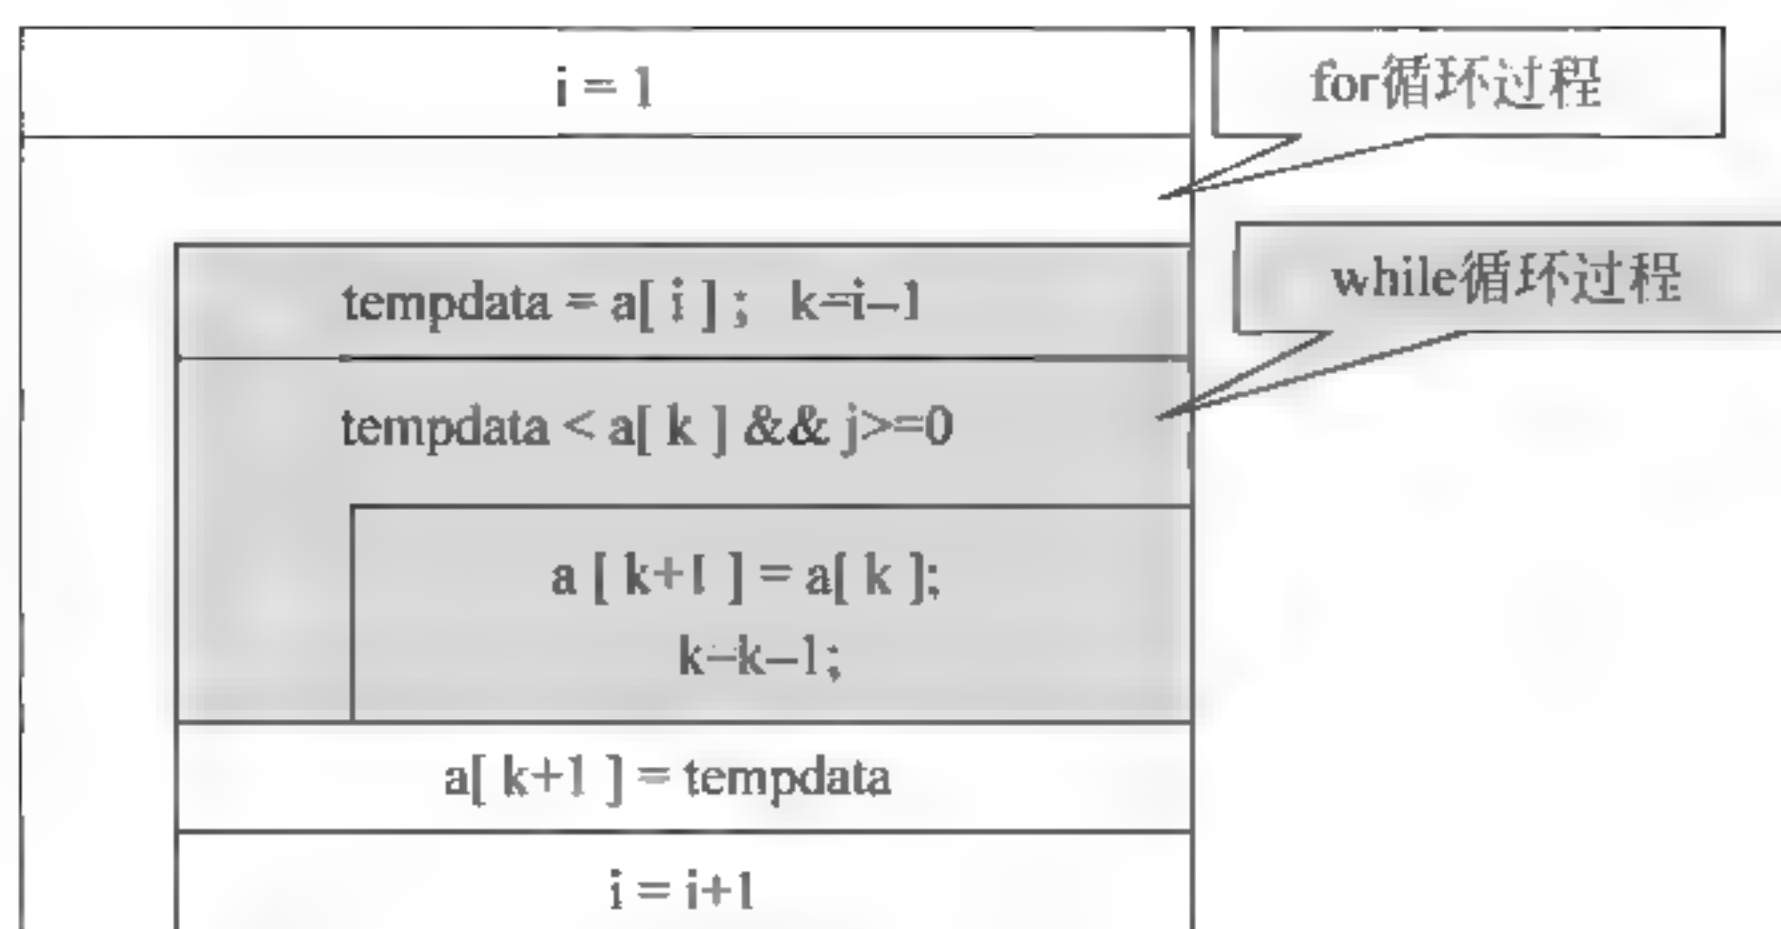 i = 1
for循环过程
while循环过程
tempdata = a[ i ] ; k=i–1
tempdata < a[ k ] && j>=0
a [ k+1 ] = a[ k ];
k=k–1;
a[ k+1 ] = tempdata
i = i+1